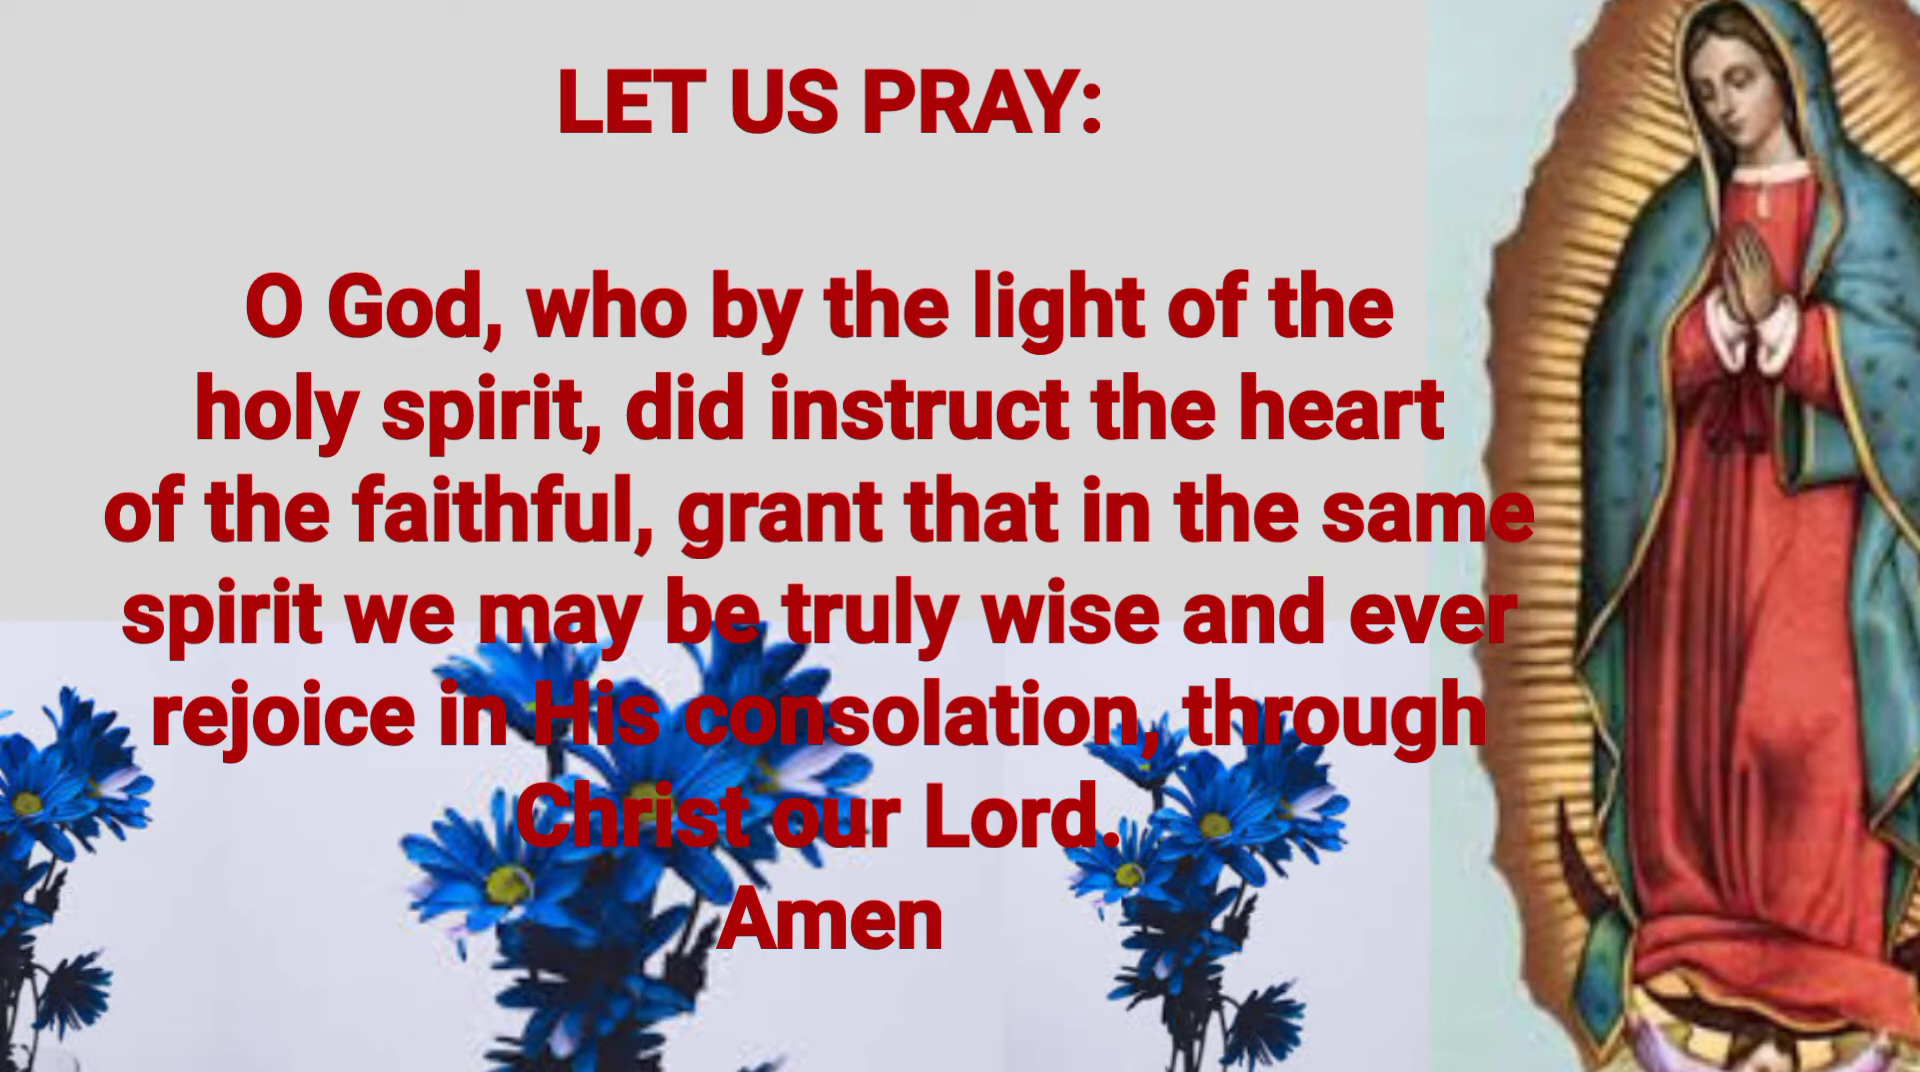 LET US PRAY:
O God, who by the light of the
holy spirit, did instruct the heart
of the faithful, grant that in the same
spirit we may be truly wise and ever
rejoice in His consolation, through
Christ our Lord.
Amen